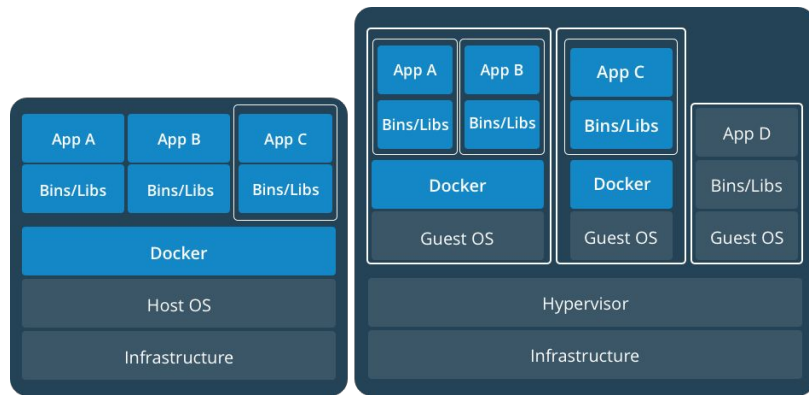 App A
App B
App C
Bins/Libs
Bins/Libs
Bins/Libs
Docker
Host OS
Infrastructure
App A
App B
Bins/Libs
Bins/Libs
Docker
Guest OS
App C
Bins/Libs
Docker
Guest OS
App D
Bins/Libs
Guest OS
Hypervisor
Infrastructure